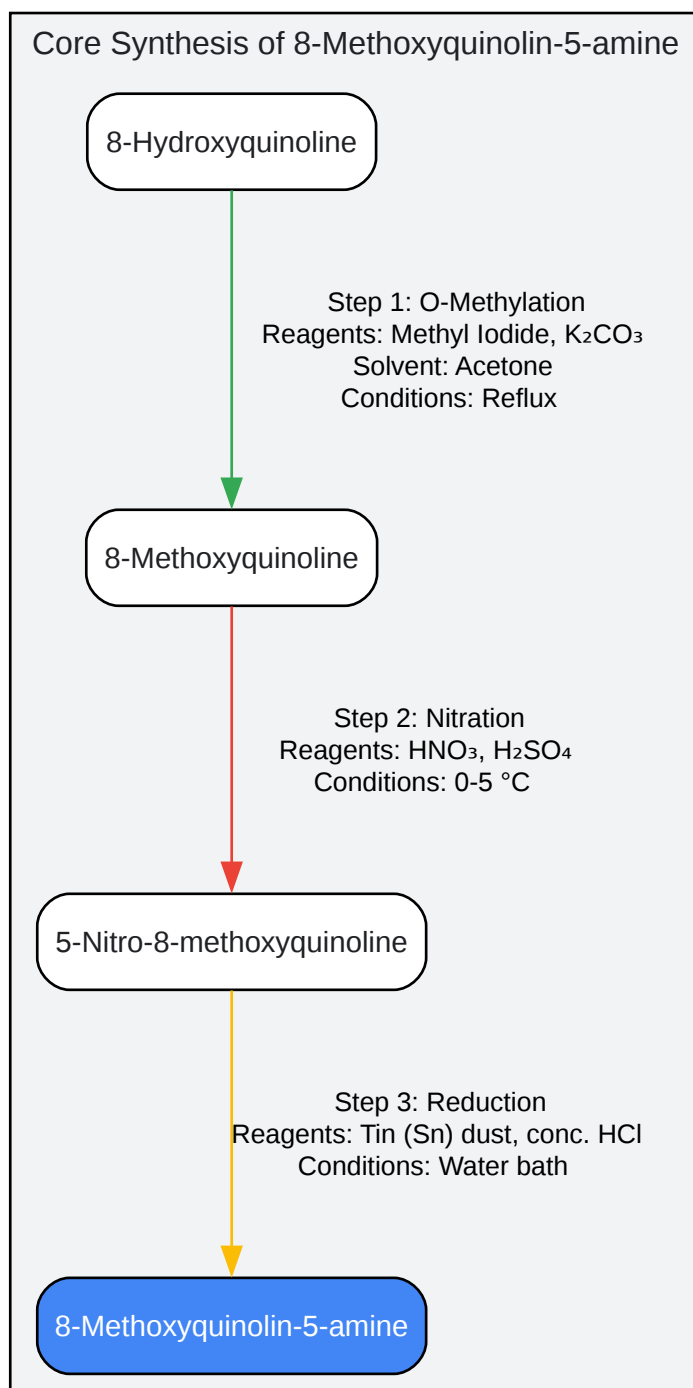 Core Synthesis of 8-Methoxyquinolin-5-amine
8-Hydroxyquinoline
Step 1: O-Methylation
Reagents: Methyl Iodide, K₂CO₃
Solvent: Acetone
Conditions: Reflux
8-Methoxyquinoline
Step 2: Nitration
Reagents: HNO₃, H₂SO₄
Conditions: 0-5 °C
5-Nitro-8-methoxyquinoline
Step 3: Reduction
Reagents: Tin (Sn) dust, conc. HCl
Conditions: Water bath
8-Methoxyquinolin-5-amine